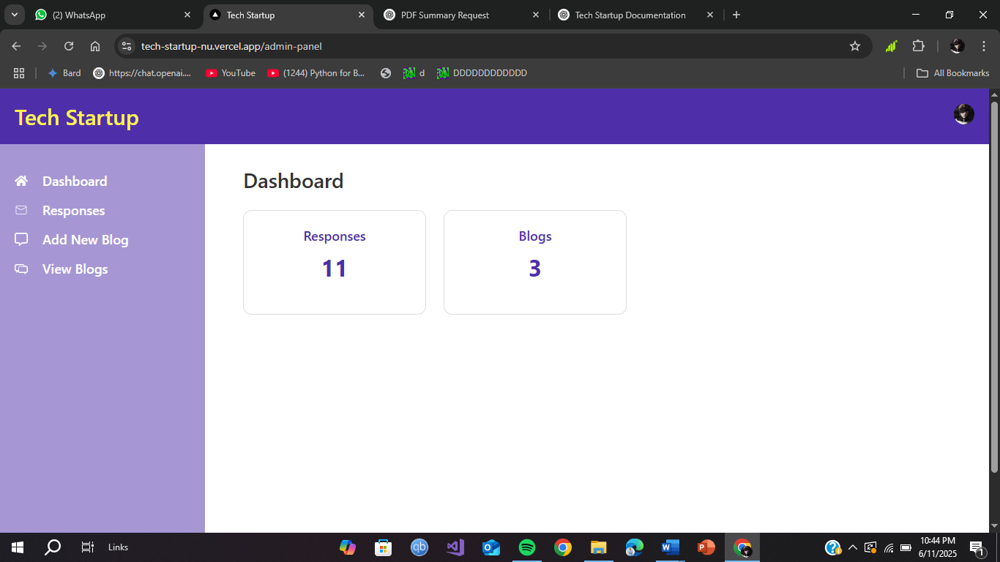 (2) WhatsApp
Tech Startup
PDF Summary Request
Tech Startup Documentation
tech-startup-nu.vercel.app/admin-panel
Bard
https://chat.openai....
YouTube
(1244) Python for B...
d
DDDDDDDDDDDD
All Bookmarks
Tech Startup
Dashboard
Responses
Add New Blog
View Blogs
Dashboard
Responses
11
Blogs
3
Links
qb
10:44 PM
6/11/2025
1